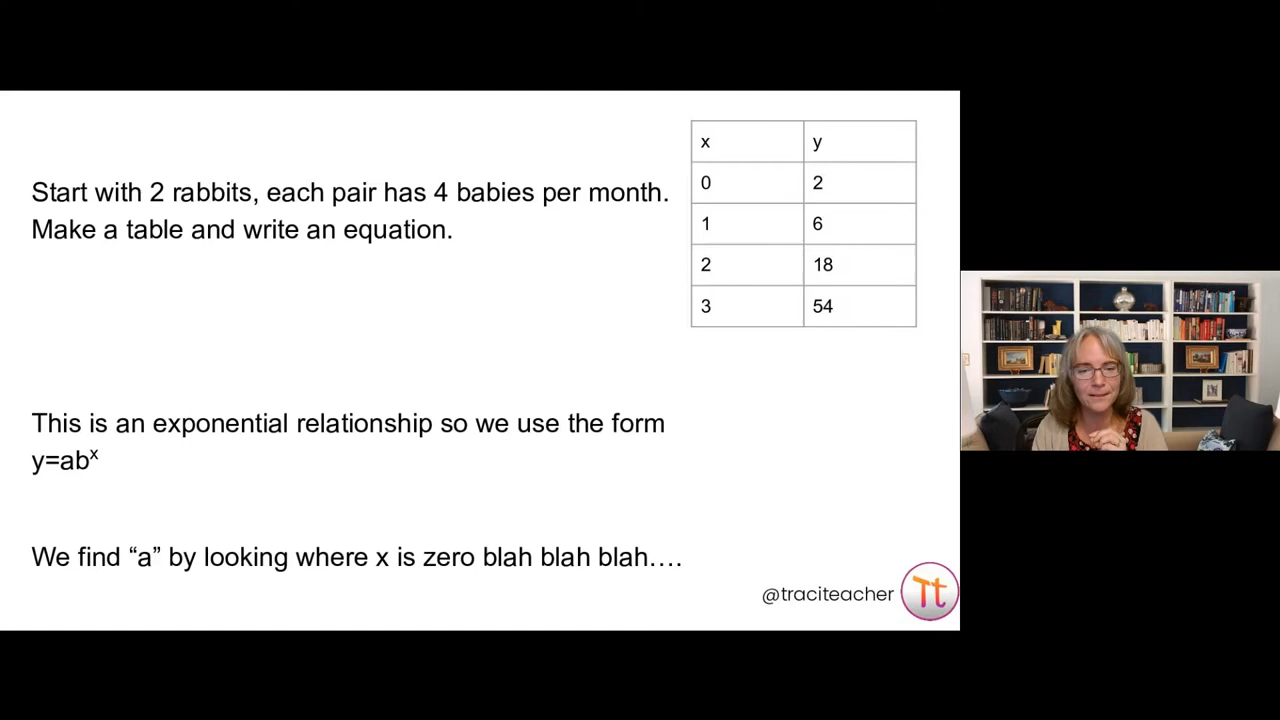 Start with 2 rabbits, each pair has 4 babies per month.
Make a table and write an equation.
x y
0 2
1 6
2 18
3 54
This is an exponential relationship so we use the form
y=abˣ
We find “a” by looking where x is zero blah blah blah….
@traciteacher Tt